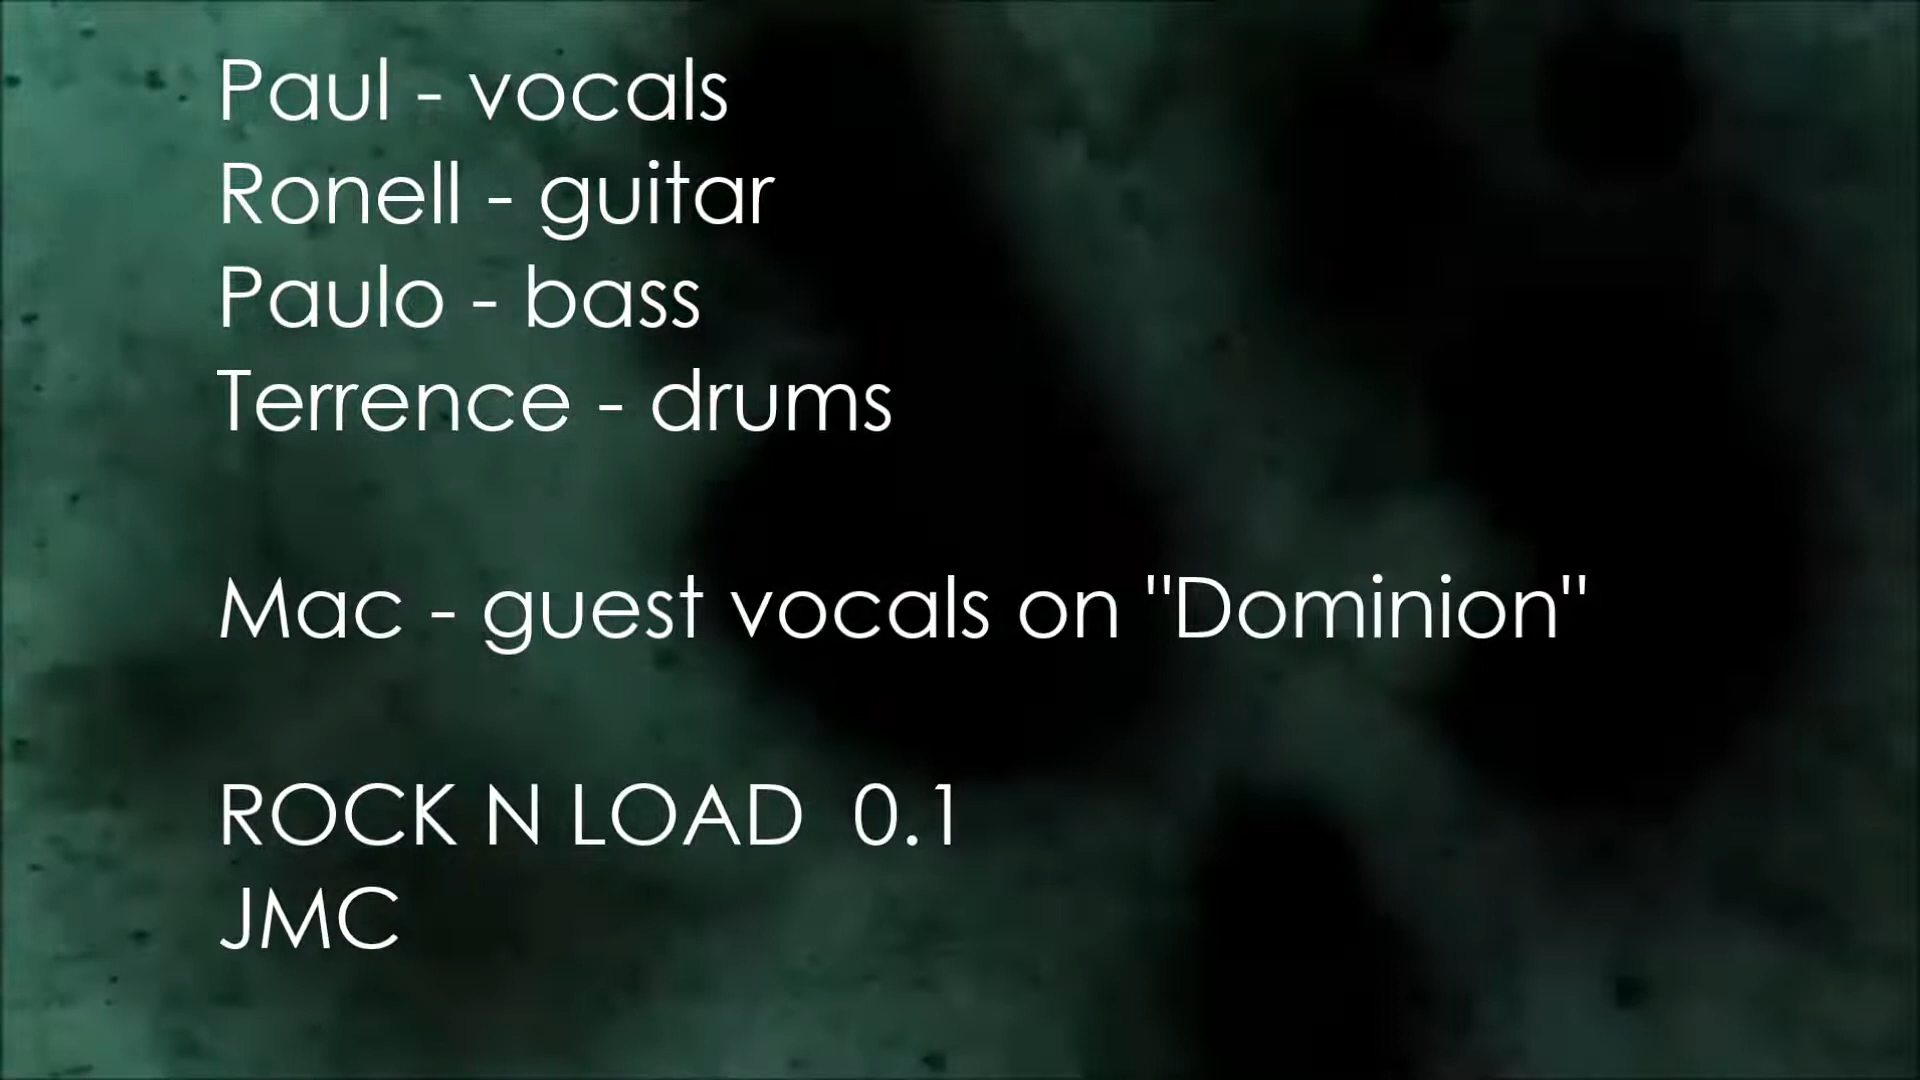 Paul - vocals
Ronell - guitar
Paulo - bass
Terrence - drums
Mac - guest vocals on "Dominion"
ROCK N LOAD  0.1
JMC